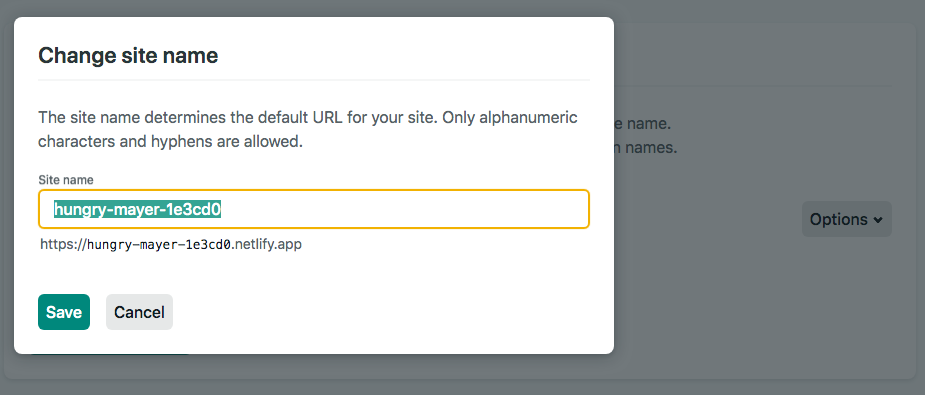 Change site name
The site name determines the default URL for your site. Only alphanumeric
characters and hyphens are allowed.
e name.
n names.
Site name
hungry-mayer-1e3cd0
Options
https://hungry-mayer-1e3cd0.netlify.app
Save
Cancel